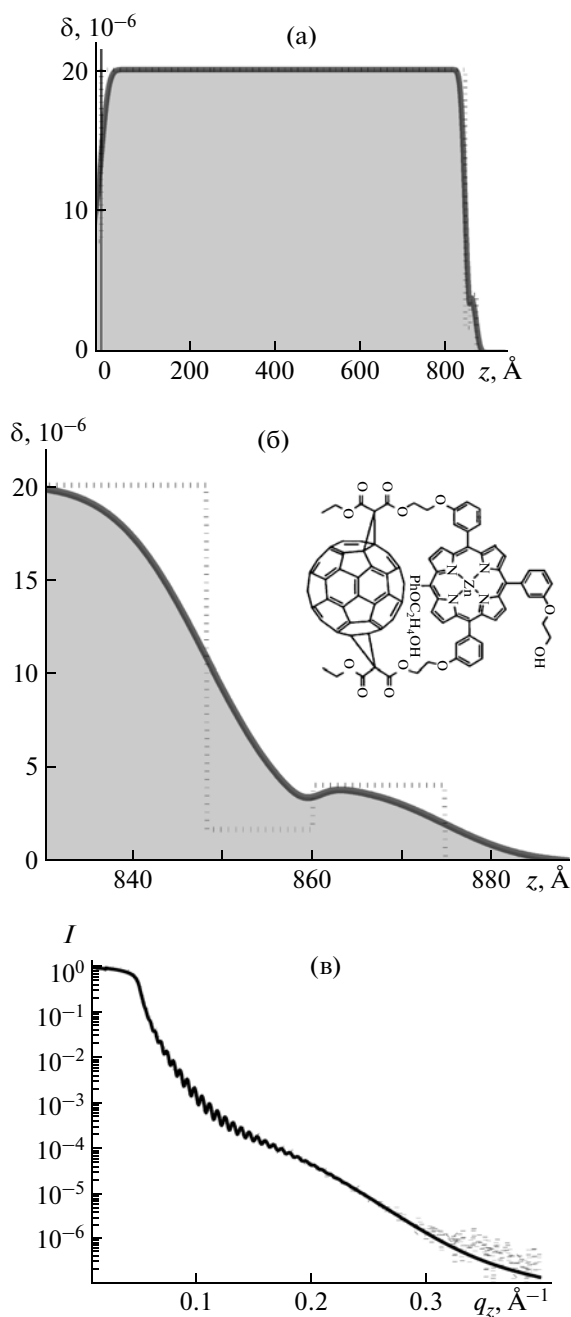 δ, 10⁻⁶
(а)
20
10
0
0 200 400 600 800 z, Å
δ, 10⁻⁶
(б)
20
15
10
5
0
840 860 880 z, Å
O O O O
N N N N Zn
PhOC₂H₄OH
O
OH
O O O O
I
(в)
10⁰
10⁻¹
10⁻²
10⁻³
10⁻⁴
10⁻⁵
10⁻⁶
0.1 0.2 0.3 q_z, Å⁻¹